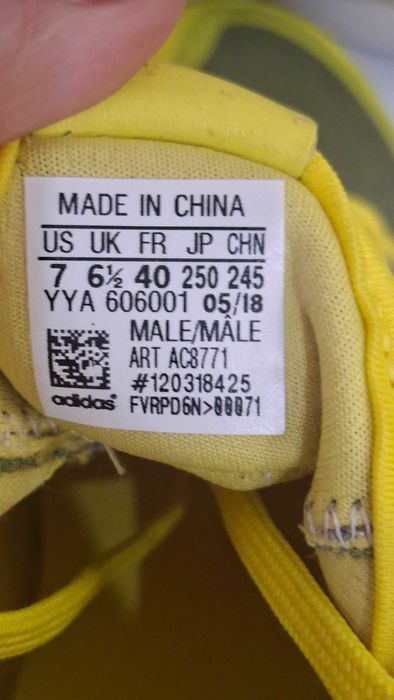 MADE IN CHINA
US UK FR JP CHN
7 6½ 40 250 245
YYA 606001 05/18
MALE/MÂLE
ART AC8771
#120318425
adidas FVRPD6N>00071